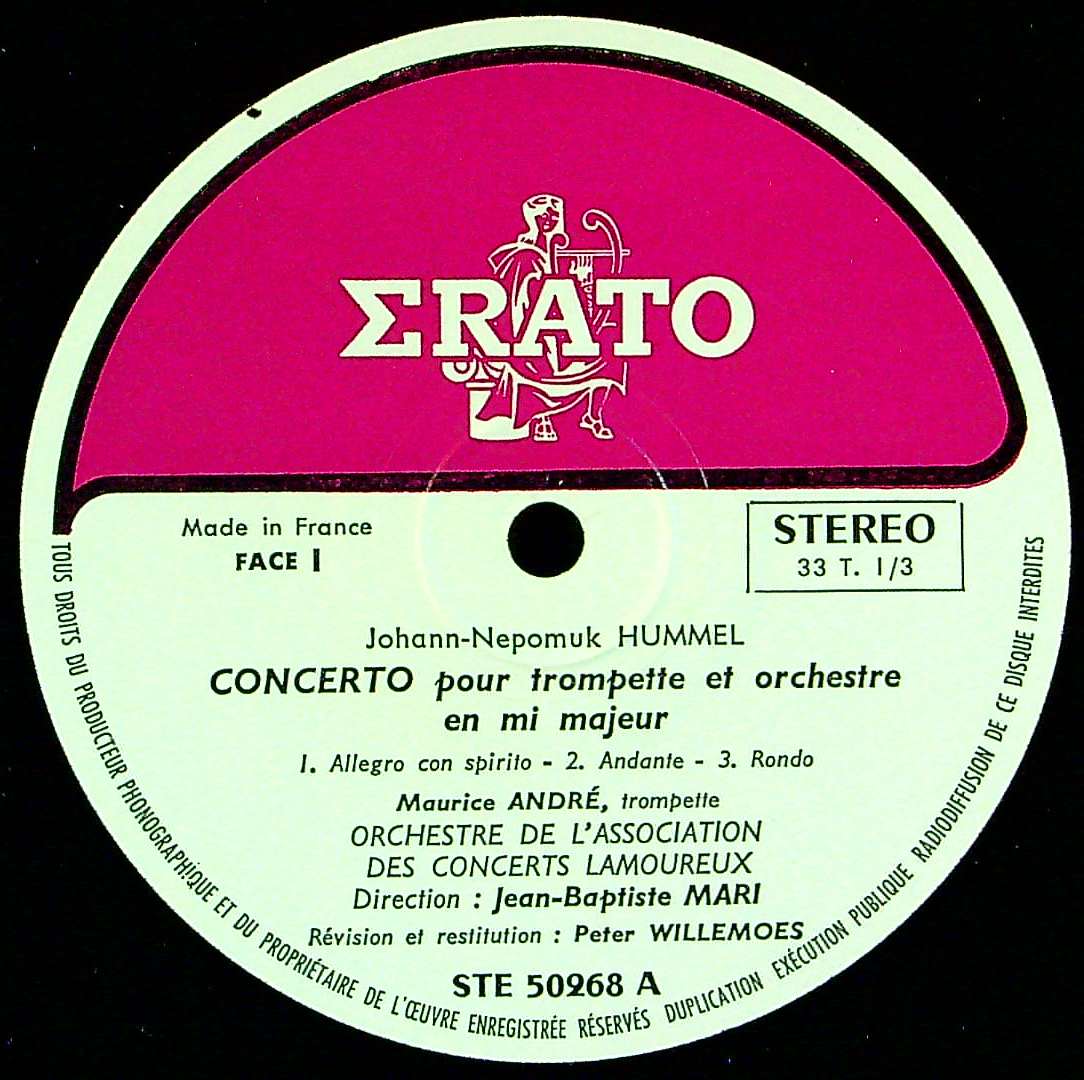 ΣRATO
Made in France
FACE I
STEREO
33 T. 1/3
Johann-Nepomuk HUMMEL
CONCERTO pour trompette et orchestre
en mi majeur
1. Allegro con spirito - 2. Andante - 3. Rondo
Maurice ANDRÉ, trompette
ORCHESTRE DE L'ASSOCIATION
DES CONCERTS LAMOUREUX
Direction : Jean-Baptiste MARI
Révision et restitution : Peter WILLEMOES
STE 50268 A
TOUS DROITS DU PRODUCTEUR PHONOGRAPHIQUE ET DU PROPRIÉTAIRE DE L'ŒUVRE ENREGISTRÉE RÉSERVÉS DUPLICATION EXÉCUTION PUBLIQUE RADIODIFFUSION DE CE DISQUE INTERDITES